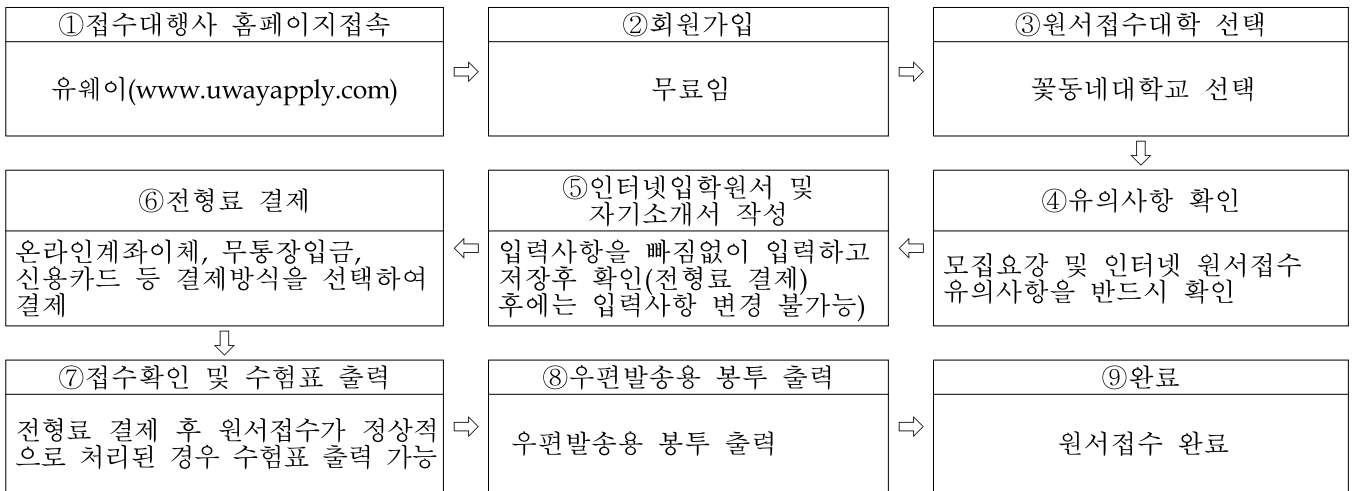 ①접수대행사 홈페이지접속
유웨이(www.uwayapply.com)
⇨
②회원가입
무료임
⇨
③원서접수대학 선택
꽃동네대학교 선택
⇩
④유의사항 확인
모집요강 및 인터넷 원서접수
유의사항을 반드시 확인
⇦
⑤인터넷입학원서 및
자기소개서 작성
입력사항을 빠짐없이 입력하고
저장후 확인(전형료 결제)
후에는 입력사항 변경 불가능)
⇦
⑥전형료 결제
온라인계좌이체, 무통장입금,
신용카드 등 결제방식을 선택하여
결제
⇩
⑦접수확인 및 수험표 출력
전형료 결제 후 원서접수가 정상적
으로 처리된 경우 수험표 출력 가능
⇨
⑧우편발송용 봉투 출력
우편발송용 봉투 출력
⇨
⑨완료
원서접수 완료